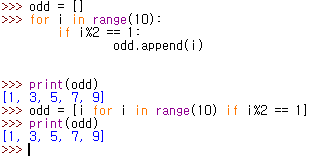 >>> odd = []
>>> for i in range(10):
        if i%2 == 1:
                odd.append(i)
>>> print(odd)
[1, 3, 5, 7, 9]
>>> odd = [i for i in range(10) if i%2 == 1]
>>> print(odd)
[1, 3, 5, 7, 9]
>>>